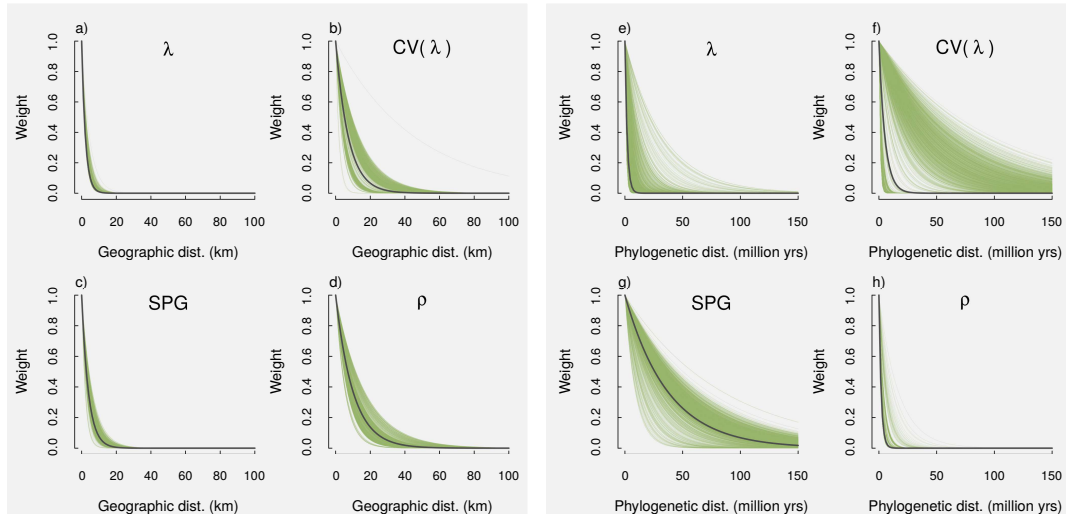 a)
λ
Weight
0.0 0.2 0.4 0.6 0.8 1.0
0 20 40 60 80 100
Geographic dist. (km)
b)
CV( λ )
Weight
0.0 0.2 0.4 0.6 0.8 1.0
0 20 40 60 80 100
Geographic dist. (km)
c)
SPG
Weight
0.0 0.2 0.4 0.6 0.8 1.0
0 20 40 60 80 100
Geographic dist. (km)
d)
ρ
Weight
0.0 0.2 0.4 0.6 0.8 1.0
0 20 40 60 80 100
Geographic dist. (km)
e)
λ
Weight
0.0 0.2 0.4 0.6 0.8 1.0
0 50 100 150
Phylogenetic dist. (million yrs)
f)
CV( λ )
Weight
0.0 0.2 0.4 0.6 0.8 1.0
0 50 100 150
Phylogenetic dist. (million yrs)
g)
SPG
Weight
0.0 0.2 0.4 0.6 0.8 1.0
0 50 100 150
Phylogenetic dist. (million yrs)
h)
ρ
Weight
0.0 0.2 0.4 0.6 0.8 1.0
0 50 100 150
Phylogenetic dist. (million yrs)